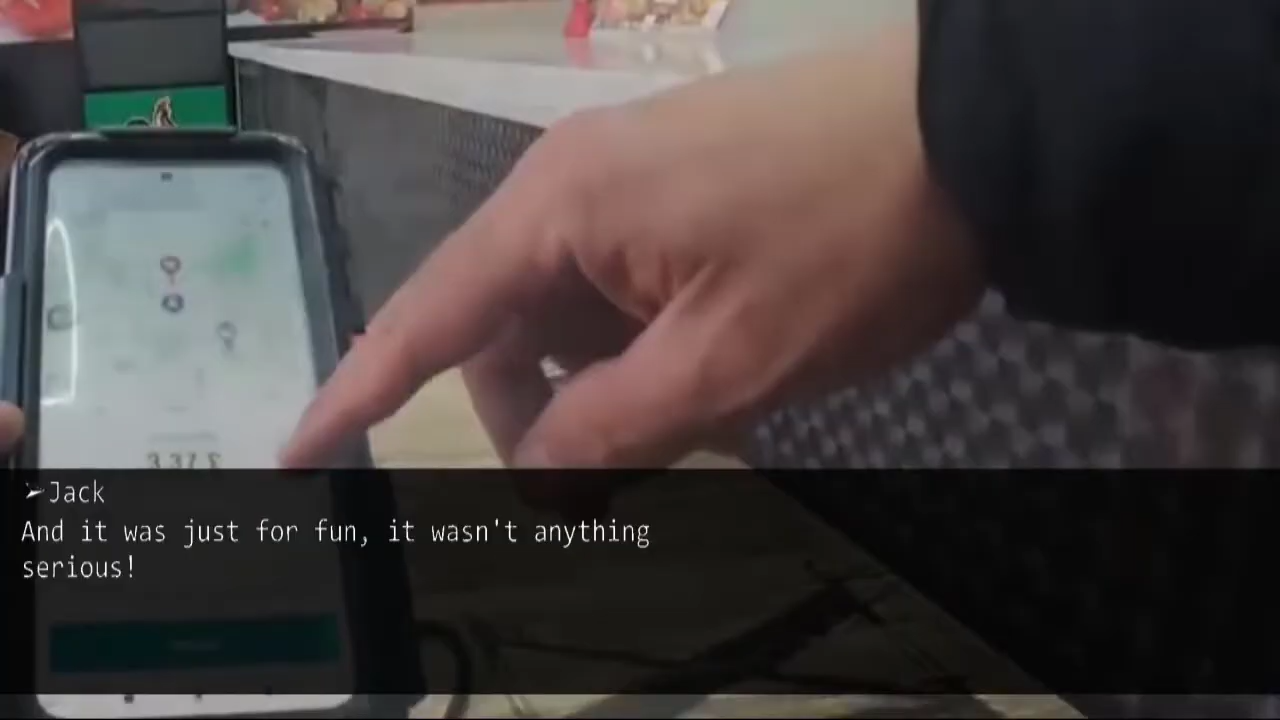 ➢Jack
And it was just for fun, it wasn't anything
serious!